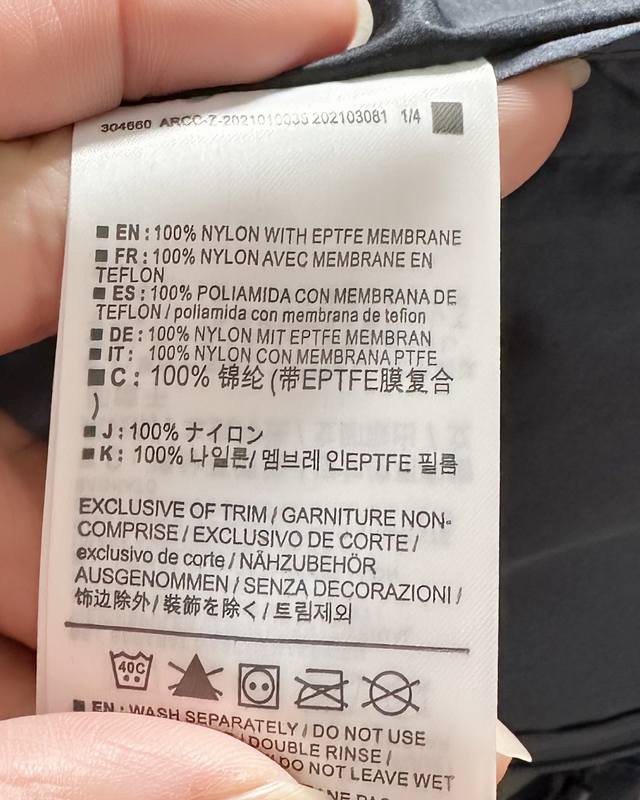 304660 ARCC-Z-2021010035 202103081 1/4
EN : 100% NYLON WITH EPTFE MEMBRANE
FR : 100% NYLON AVEC MEMBRANE EN
TEFLON
ES : 100% POLIAMIDA CON MEMBRANA DE
TEFLON / poliamida con membrana de teflon
DE : 100% NYLON MIT EPTFE MEMBRAN
IT : 100% NYLON CON MEMBRANA PTFE
C : 100% 锦纶 (带EPTFE膜复合
)
J : 100% ナイロン
K : 100% 나일론/ 멤브레 인EPTFE 필름
EXCLUSIVE OF TRIM / GARNITURE NON-
COMPRISE / EXCLUSIVO DE CORTE /
exclusivo de corte / NÄHZUBEHÖR
AUSGENOMMEN / SENZA DECORAZIONI /
饰边除外 / 裝飾を除く / 트림제외
40C
EN : WASH SEPARATELY / DO NOT USE
/ DOUBLE RINSE /
/ DO NOT LEAVE WET